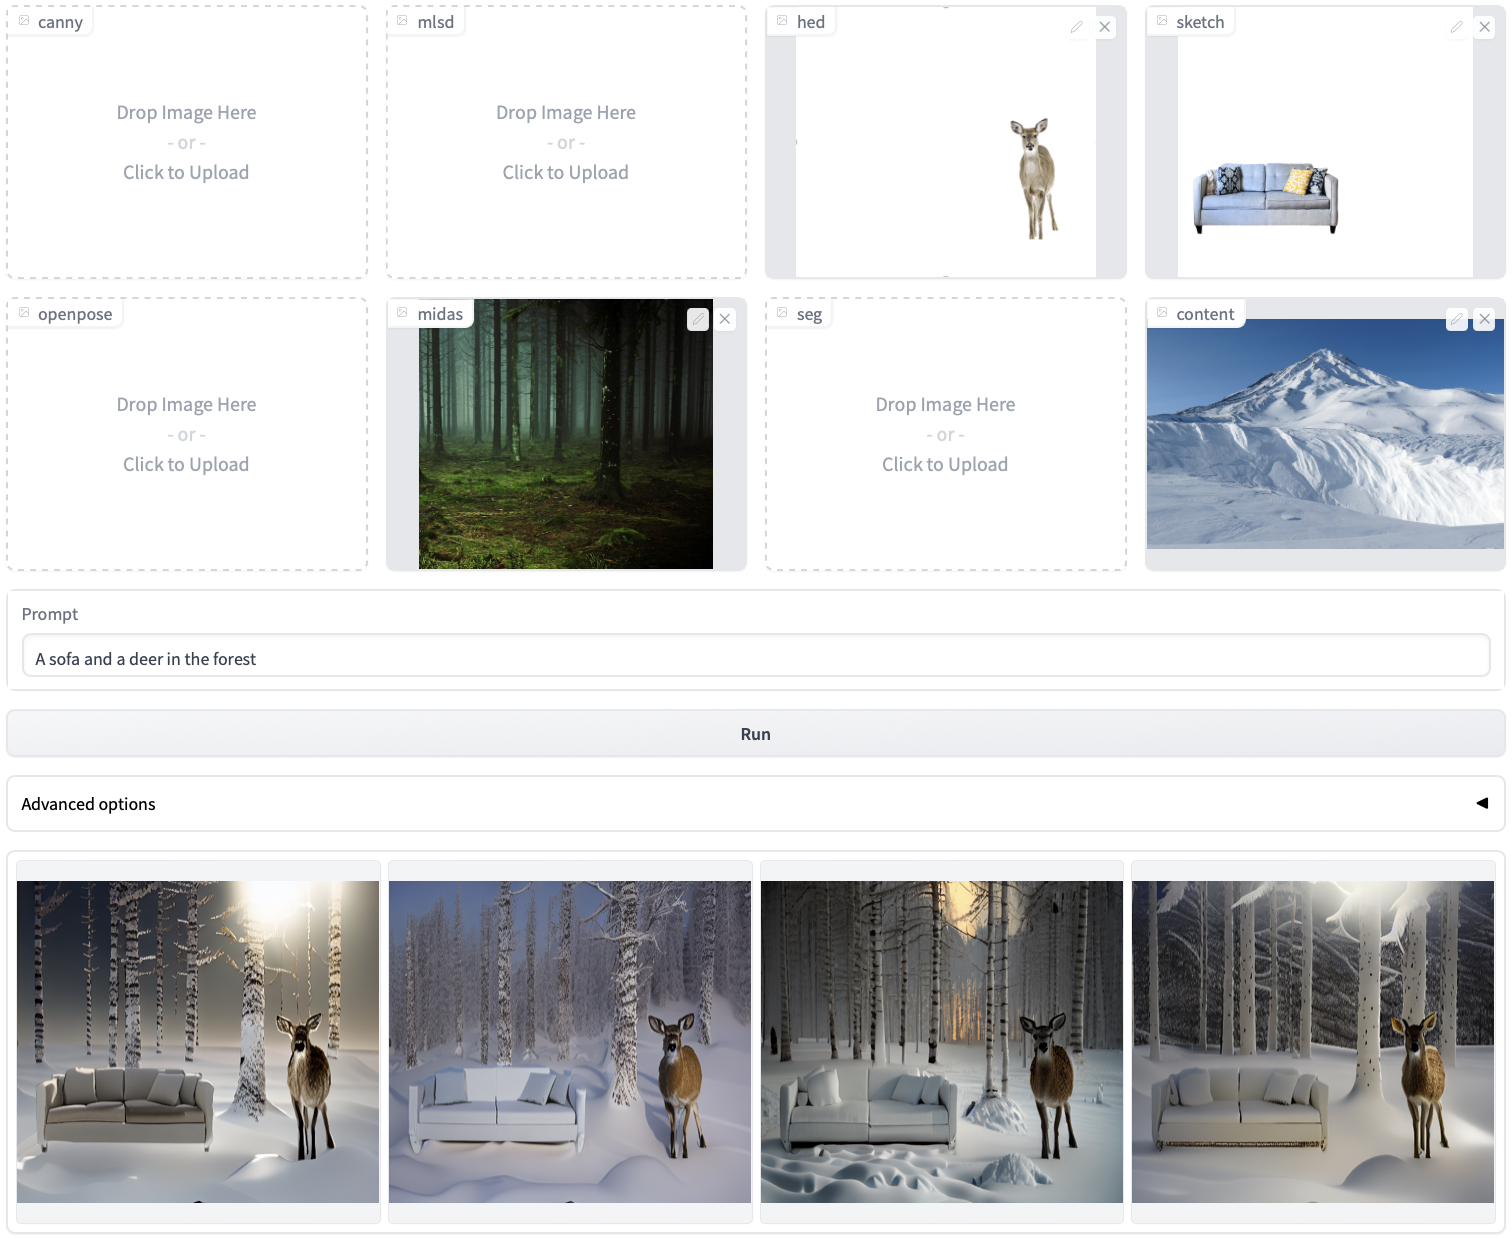 canny
mlsd
hed
sketch
Drop Image Here
- or -
Click to Upload
Drop Image Here
- or -
Click to Upload
openpose
midas
seg
content
Drop Image Here
- or -
Click to Upload
Drop Image Here
- or -
Click to Upload
Prompt
A sofa and a deer in the forest
Run
Advanced options